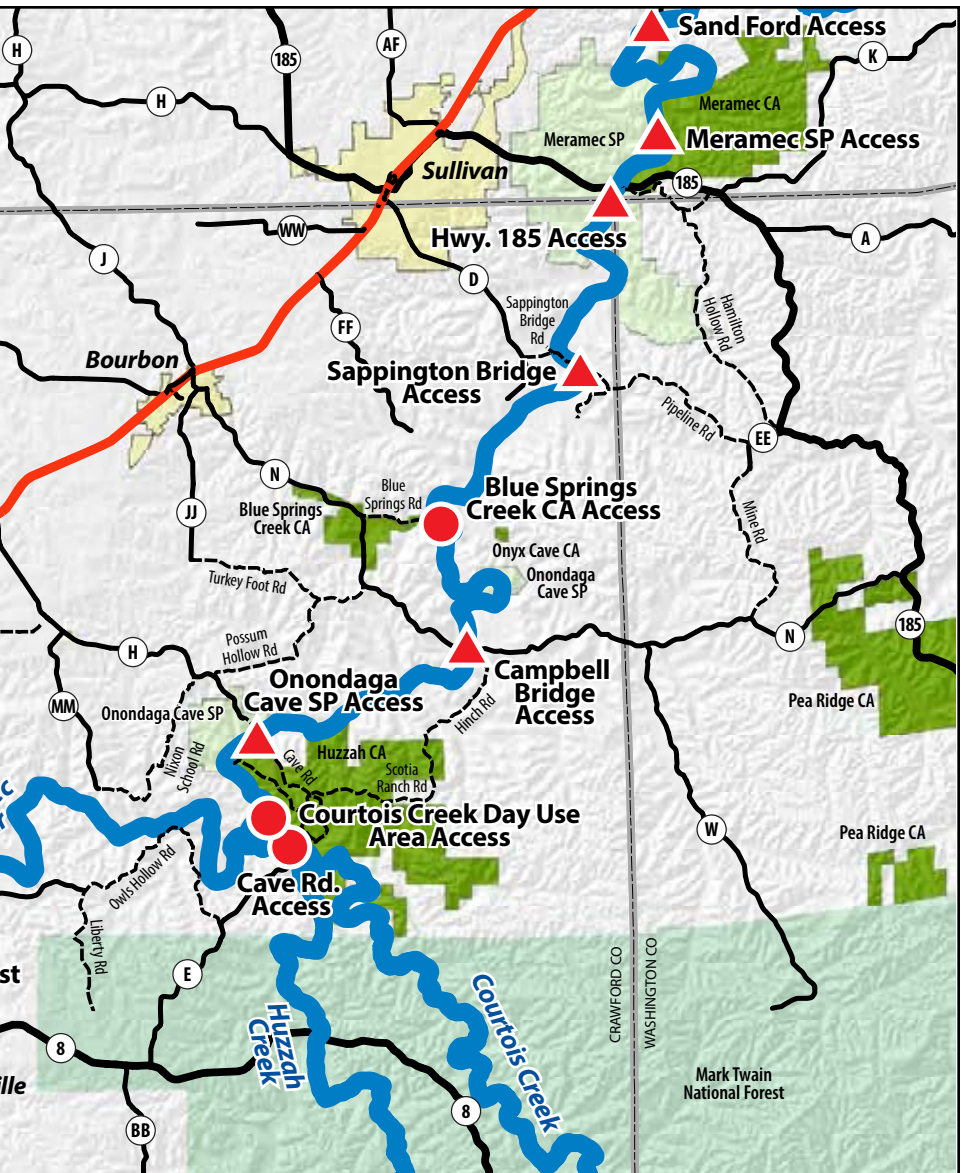 Sand Ford Access
H
AF
185
K
H
Meramec CA
Meramec SP
Meramec SP Access
Sullivan
185
WW
Hwy. 185 Access
A
J
D
Sappington
Bridge
Rd
Hamilton
Hollow Rd
FF
Bourbon
Sappington Bridge
Access
Pipeline Rd
EE
N
Blue
Springs Rd
Blue Springs
Creek CA Access
JJ
Blue Springs
Creek CA
Mine Rd
Onyx Cave CA
Onondaga
Cave SP
Turkey Foot Rd
185
N
Possum
Hollow Rd
H
Onondaga
Cave SP Access
Campbell
Bridge
Access
Pea Ridge CA
MM
Onondaga Cave SP
Hinch Rd
Nixon
School Rd
Huzzah CA
Cave Rd
Scotia
Ranch Rd
Courtois Creek Day Use
Area Access
W
Pea Ridge CA
Owls Hollow Rd
Cave Rd.
Access
Liberty Rd
st
E
CRAWFORD CO
WASHINGTON CO
Huzzah
Creek
Courtois Creek
8
ille
Mark Twain
National Forest
8
BB